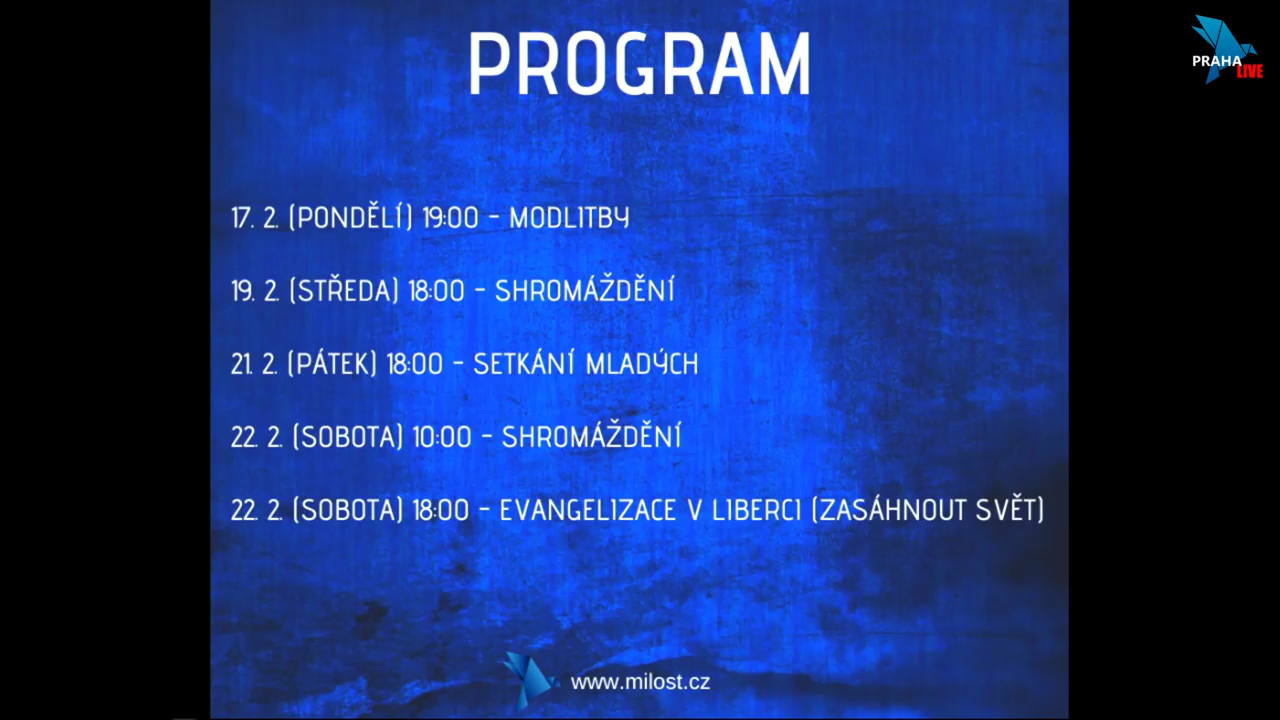 PROGRAM
PRAHA
LIVE
17. 2. (PONDĚLÍ) 19:00 - MODLITBY
19. 2. (STŘEDA) 18:00 - SHROMÁŽDĚNÍ
21. 2. (PÁTEK) 18:00 - SETKÁNÍ MLADÝCH
22. 2. (SOBOTA) 10:00 - SHROMÁŽDĚNÍ
22. 2. (SOBOTA) 18:00 - EVANGELIZACE V LIBERCI (ZASÁHNOUT SVĚT)
www.milost.cz